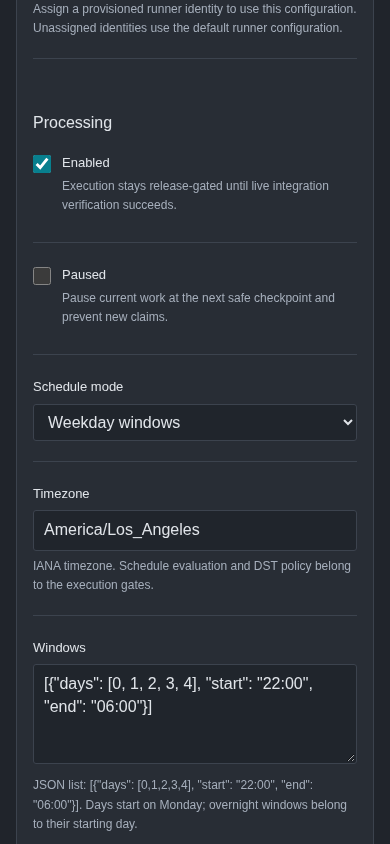 Assign a provisioned runner identity to use this configuration.
Unassigned identities use the default runner configuration.
Processing
Enabled
Execution stays release-gated until live integration
verification succeeds.
Paused
Pause current work at the next safe checkpoint and
prevent new claims.
Schedule mode
Weekday windows
Timezone
America/Los_Angeles
IANA timezone. Schedule evaluation and DST policy belong
to the execution gates.
Windows
[{"days": [0, 1, 2, 3, 4], "start": "22:00",
"end": "06:00"}]
JSON list: [{"days": [0,1,2,3,4], "start": "22:00", "end":
"06:00"}]. Days start on Monday; overnight windows belong
to their starting day.